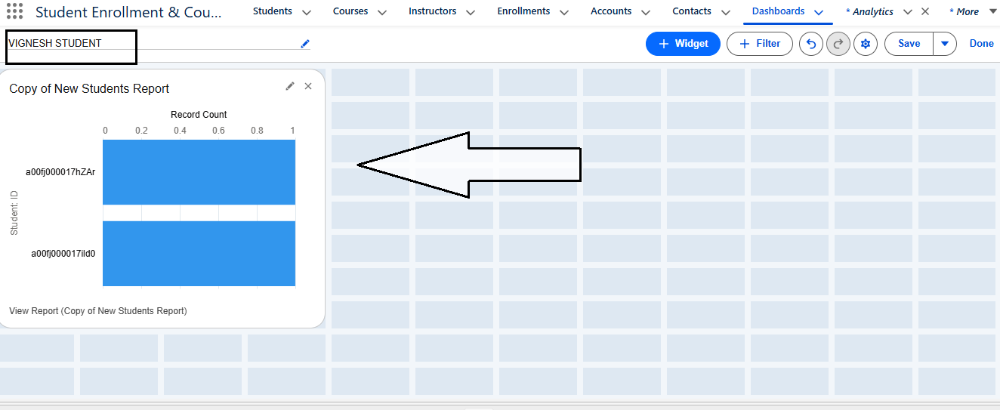 Student Enrollment & Cou... Students Courses Instructors Enrollments Accounts Contacts Dashboards * Analytics * More
VIGNESH STUDENT + Widget + Filter Save Done
Copy of New Students Report
Record Count
0 0.2 0.4 0.6 0.8 1
a00fj000017hZAr
Student: ID
a00fj000017ild0
View Report (Copy of New Students Report)